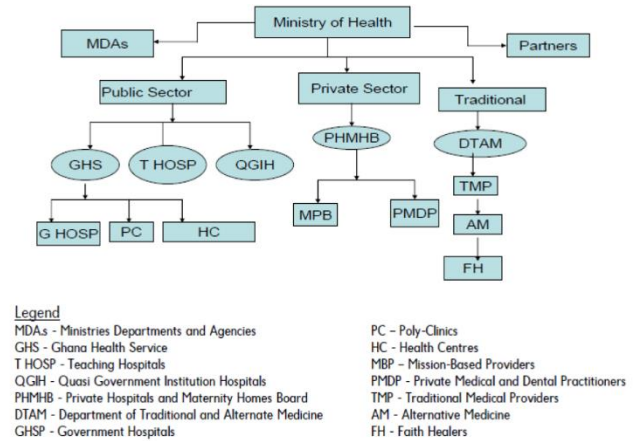 Ministry of Health
MDAs
Partners
Public Sector
Private Sector
Traditional
GHS
T HOSP
QGIH
PHMHB
DTAM
G HOSP
PC
HC
MPB
PMDP
TMP
AM
FH
Legend
MDAs - Ministries Departments and Agencies
GHS - Ghana Health Service
T HOSP - Teaching Hospitals
QGIH - Quasi Government Institution Hospitals
PHMHB - Private Hospitals and Maternity Homes Board
DTAM - Department of Traditional and Alternate Medicine
GHSP - Government Hospitals
PC – Poly-Clinics
HC - Health Centres
MBP – Mission-Based Providers
PMDP - Private Medical and Dental Practitioners
TMP - Traditional Medical Providers
AM - Alternative Medicine
FH - Faith Healers